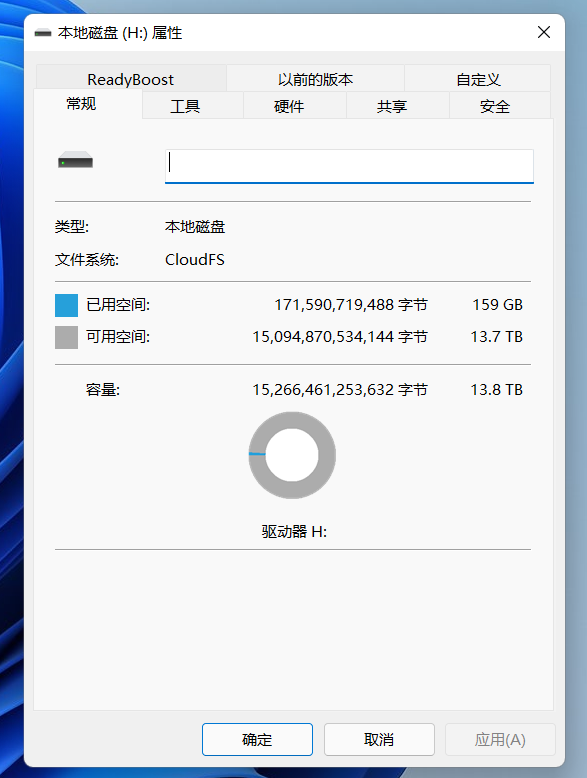 本地磁盘 (H:) 属性
ReadyBoost 以前的版本 自定义
常规 工具 硬件 共享 安全
类型: 本地磁盘
文件系统: CloudFS
已用空间: 171,590,719,488 字节 159 GB
可用空间: 15,094,870,534,144 字节 13.7 TB
容量: 15,266,461,253,632 字节 13.8 TB
驱动器 H:
确定 取消 应用(A)